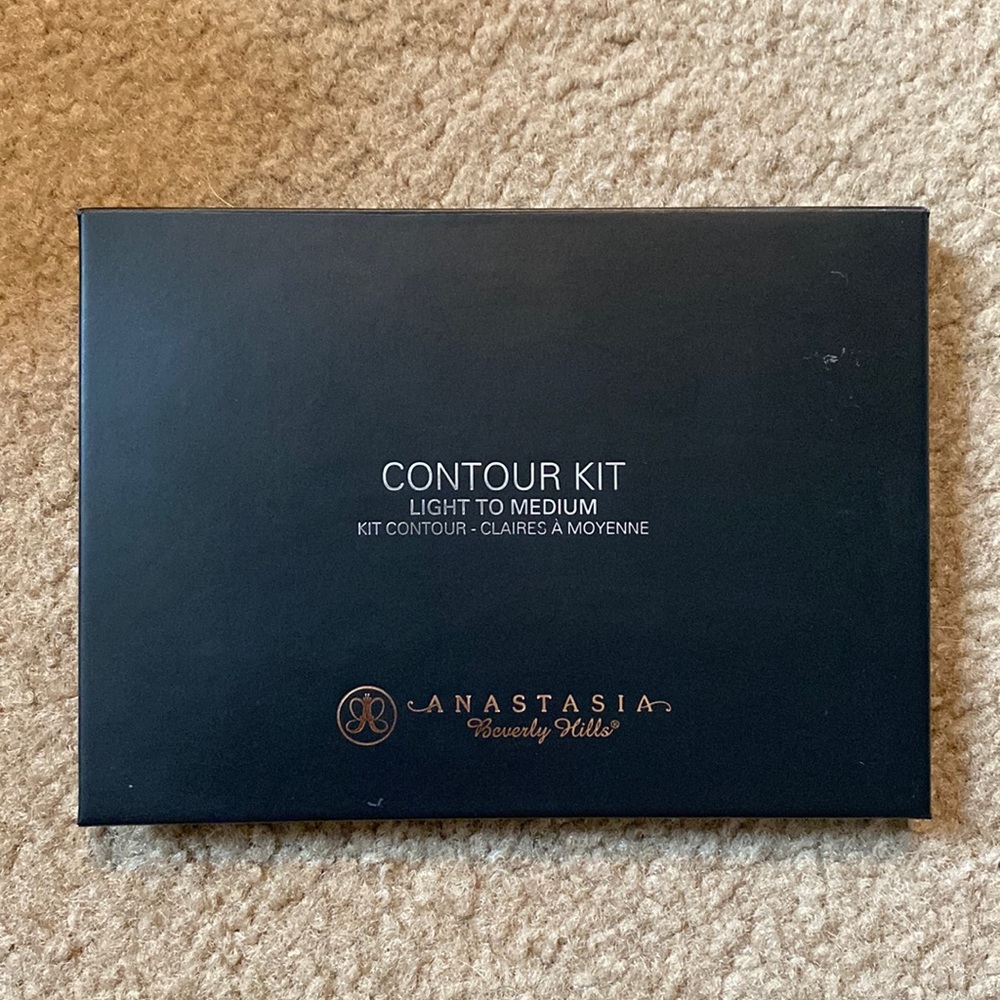 CONTOUR KIT
LIGHT TO MEDIUM
KIT CONTOUR - CLAIRES À MOYENNE
ANASTASIA
Beverly Hills®